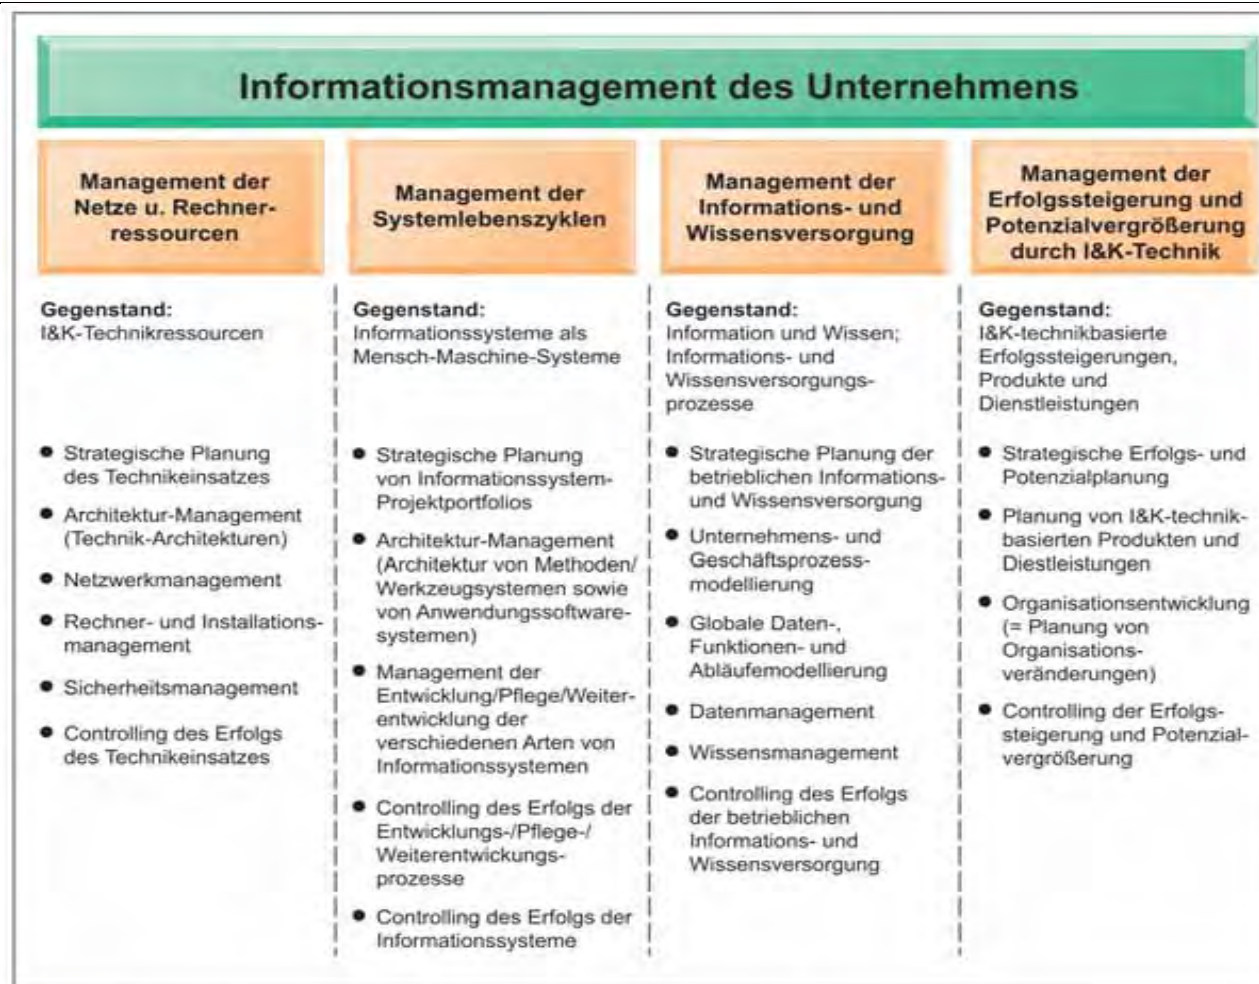 Informationsmanagement des Unternehmens
Management der
Netze u. Rechner-
ressourcen
Gegenstand:
I&K-Technikressourcen
● Strategische Planung
des Technikeinsatzes
● Architektur-Management
(Technik-Architekturen)
● Netzwerkmanagement
● Rechner- und Installations-
management
● Sicherheitsmanagement
● Controlling des Erfolgs
des Technikeinsatzes
Management der
Systemlebenszyklen
Gegenstand:
Informationssysteme als
Mensch-Maschine-Systeme
● Strategische Planung
von Informationssystem-
Projektportfolios
● Architektur-Management
(Architektur von Methoden/
Werkzeugsystemen sowie
von Anwendungssoftware-
systemen)
● Management der
Entwicklung/Pflege/Weiter-
entwicklung der
verschiedenen Arten von
Informationssystemen
● Controlling des Erfolgs der
Entwicklungs-/Pflege-/
Weiterentwickungs-
prozesse
● Controlling des Erfolgs der
Informationssysteme
Management der
Informations- und
Wissensversorgung
Gegenstand:
Information und Wissen;
Informations- und
Wissensversorgungs-
prozesse
● Strategische Planung der
betrieblichen Informations-
und Wissensversorgung
● Unternehmens- und
Geschäftsprozess-
modellierung
● Globale Daten-,
Funktionen- und
Abläufemodellierung
● Datenmanagement
● Wissensmanagement
● Controlling des Erfolgs
der betrieblichen
Informations- und
Wissensversorgung
Management der
Erfolgssteigerung und
Potenzialvergrößerung
durch I&K-Technik
Gegenstand:
I&K-technikbasierte
Erfolgssteigerungen,
Produkte und
Dienstleistungen
● Strategische Erfolgs- und
Potenzialplanung
● Planung von I&K-technik-
basierten Produkten und
Diestleistungen
● Organisationsentwicklung
(= Planung von
Organisations-
veränderungen)
● Controlling der Erfolgs-
steigerung und Potenzial-
vergrößerung